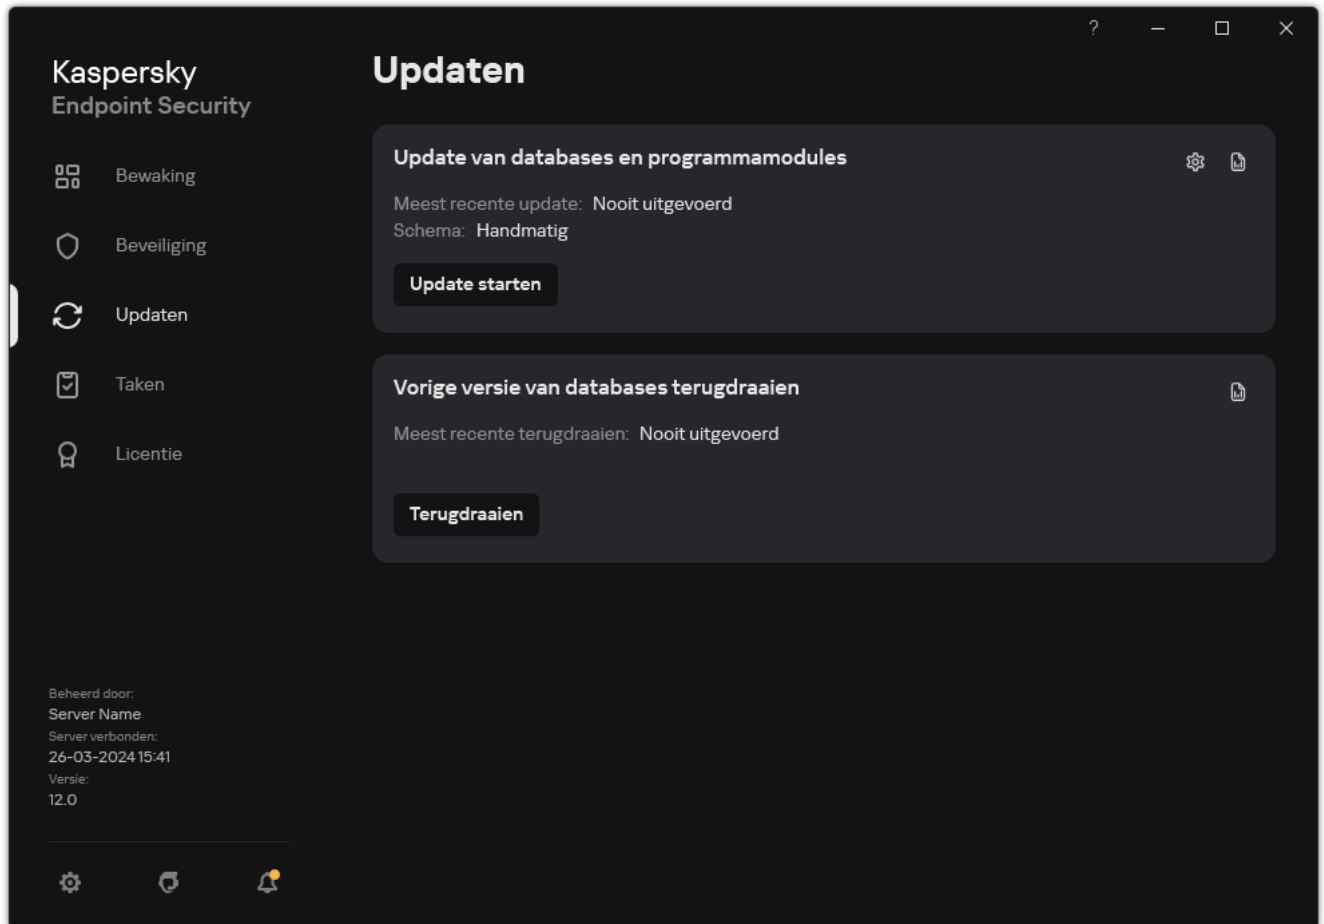 ?
Kaspersky
Endpoint Security
Bewaking
Beveiliging
Updaten
Taken
Licentie
Beheerd door:
Server Name
Server verbonden:
26-03-2024 15:41
Versie:
12.0
Updaten
Update van databases en programmamodules
Meest recente update: Nooit uitgevoerd
Schema: Handmatig
Update starten
Vorige versie van databases terugdraaien
Meest recente terugdraaien: Nooit uitgevoerd
Terugdraaien